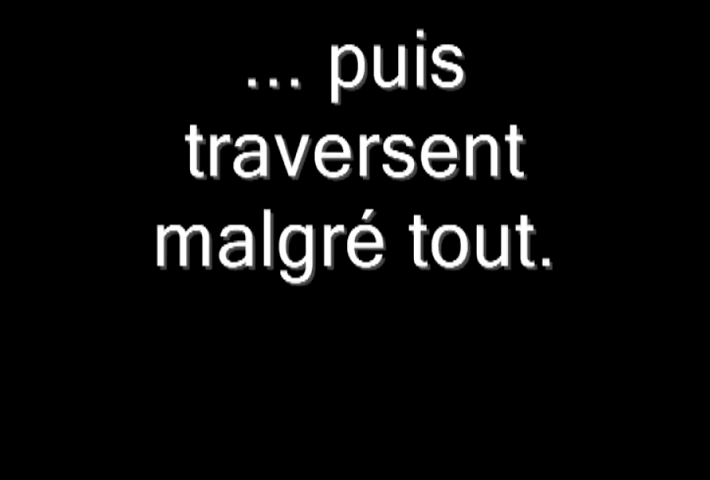 ... puis
traversent
malgré tout.